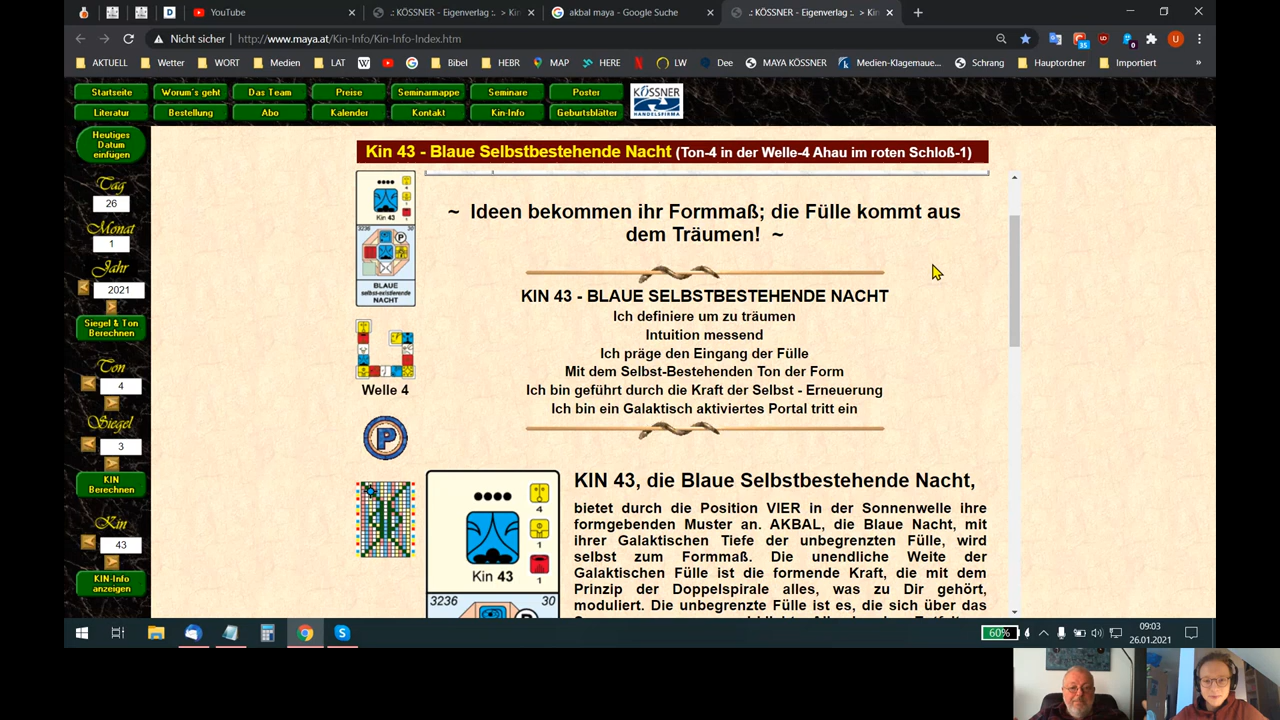 YouTube
.: KÖSSNER - Eigenverlag :. > Kin
akbal maya - Google Suche
.: KÖSSNER - Eigenverlag :. > Kin
Nicht sicher
http://www.maya.at/Kin-Info/Kin-Info-Index.htm
AKTUELL Wetter WORT Medien LAT Bibel HEBR MAP HERE LW Dee MAYA KÖSSNER Medien-Klagemaue... Schrang Hauptordner Importiert »
Startseite Worum's geht Das Team Preise Seminarmappe Seminare Poster
KÖSSNER
HANDELSFIRMA
Literatur Bestellung Abo Kalender Kontakt Kin-Info Geburtsblätter
Heutiges
Datum
einfügen
Tag
26
Monat
1
Jahr
2021
Siegel & Ton
Berechnen
Ton
4
Siegel
3
KIN
Berechnen
Kin
43
KIN-Info
anzeigen
Kin 43 - Blaue Selbstbestehende Nacht (Ton-4 in der Welle-4 Ahau im roten Schloß-1)
Kin 43
3236 30
P
BLAUE
selbst-existierende
NACHT
Welle 4
P
~ Ideen bekommen ihr Formmaß; die Fülle kommt aus
dem Träumen! ~
KIN 43 - BLAUE SELBSTBESTEHENDE NACHT
Ich definiere um zu träumen
Intuition messend
Ich präge den Eingang der Fülle
Mit dem Selbst-Bestehenden Ton der Form
Ich bin geführt durch die Kraft der Selbst - Erneuerung
Ich bin ein Galaktisch aktiviertes Portal tritt ein
4
1
1
Kin 43
3236 30
P
KIN 43, die Blaue Selbstbestehende Nacht,
bietet durch die Position VIER in der Sonnenwelle ihre
formgebenden Muster an. AKBAL, die Blaue Nacht, mit
ihrer Galaktischen Tiefe der unbegrenzten Fülle, wird
selbst zum Formmaß. Die unendliche Weite der
Galaktischen Fülle ist die formende Kraft, die mit dem
Prinzip der Doppelspirale alles, was zu Dir gehört,
moduliert. Die unbegrenzte Fülle ist es, die sich über das
60%
09:03
26.01.2021